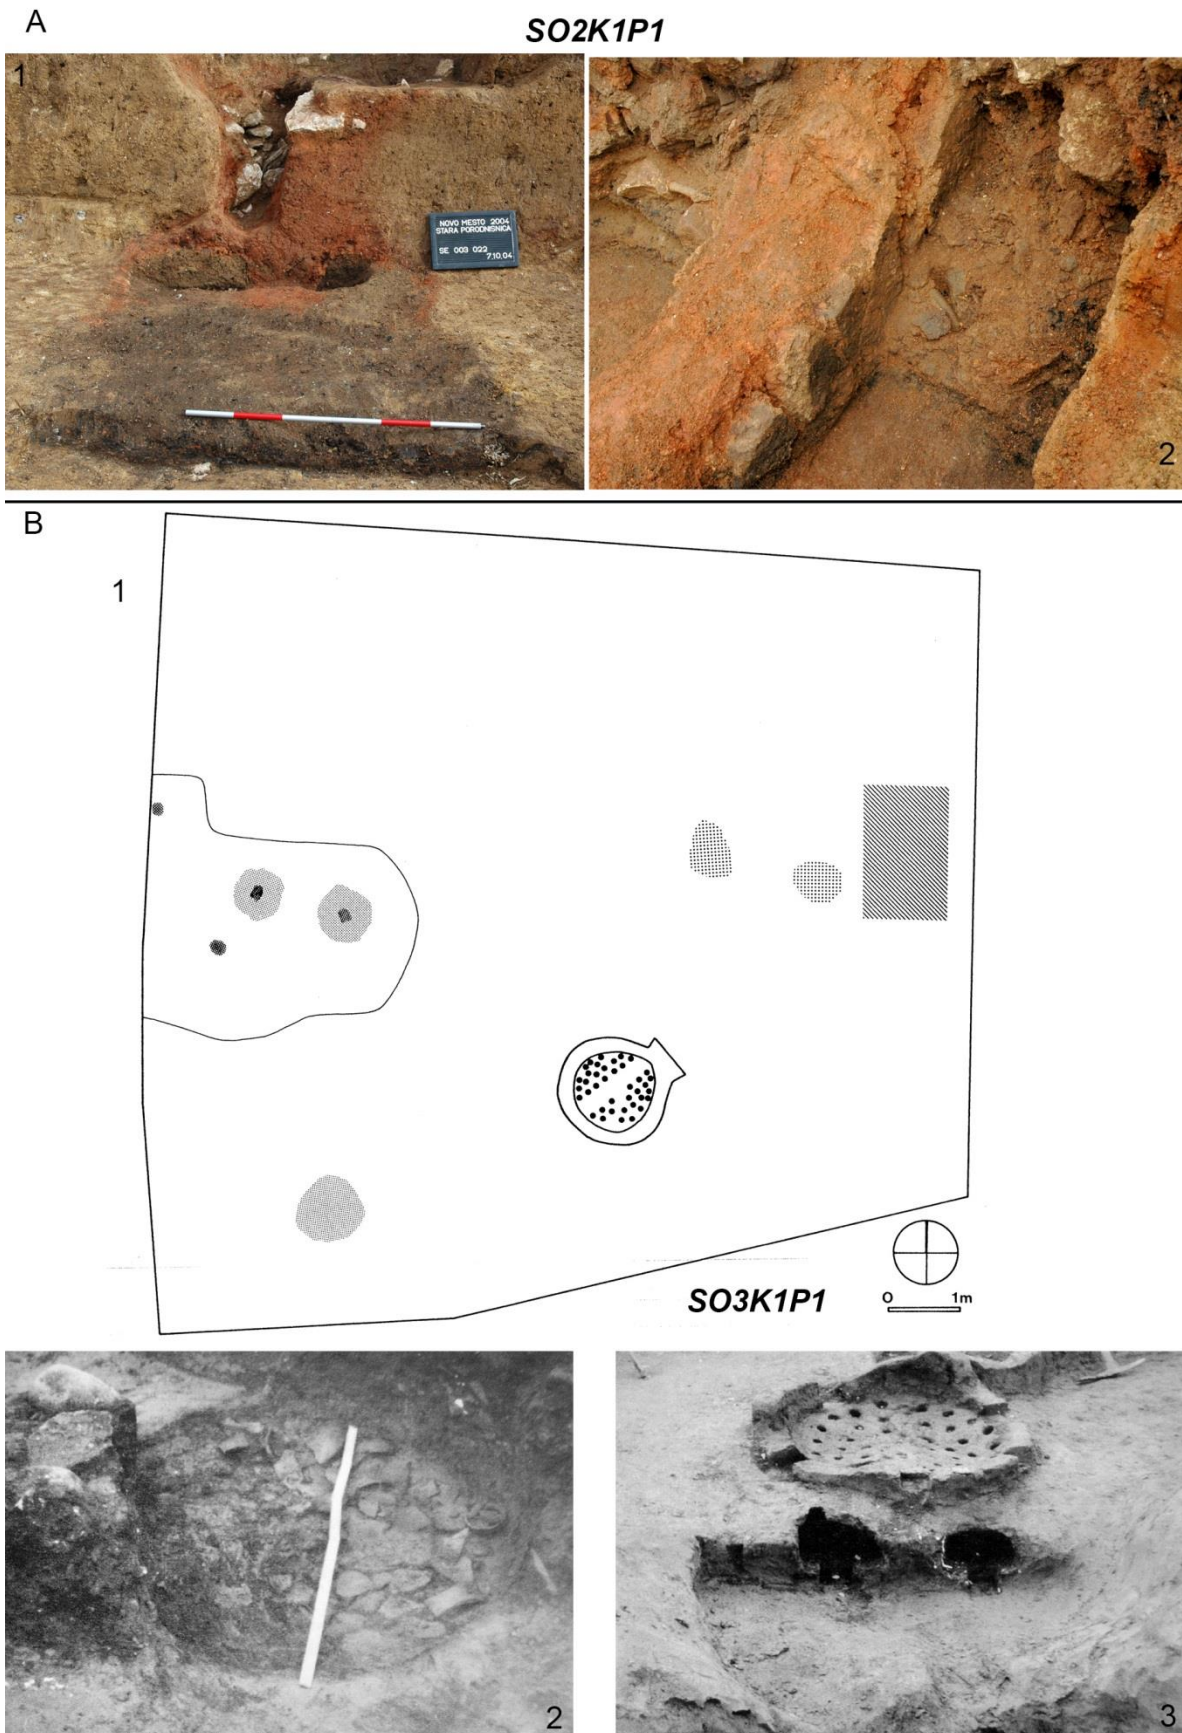 A
SO2K1P1
1
NOVO MESTO 2004
STARA PORODNIŠNICA
SE 003 022
7.10.04
2
B
1
SO3K1P1
0 1m
2
3